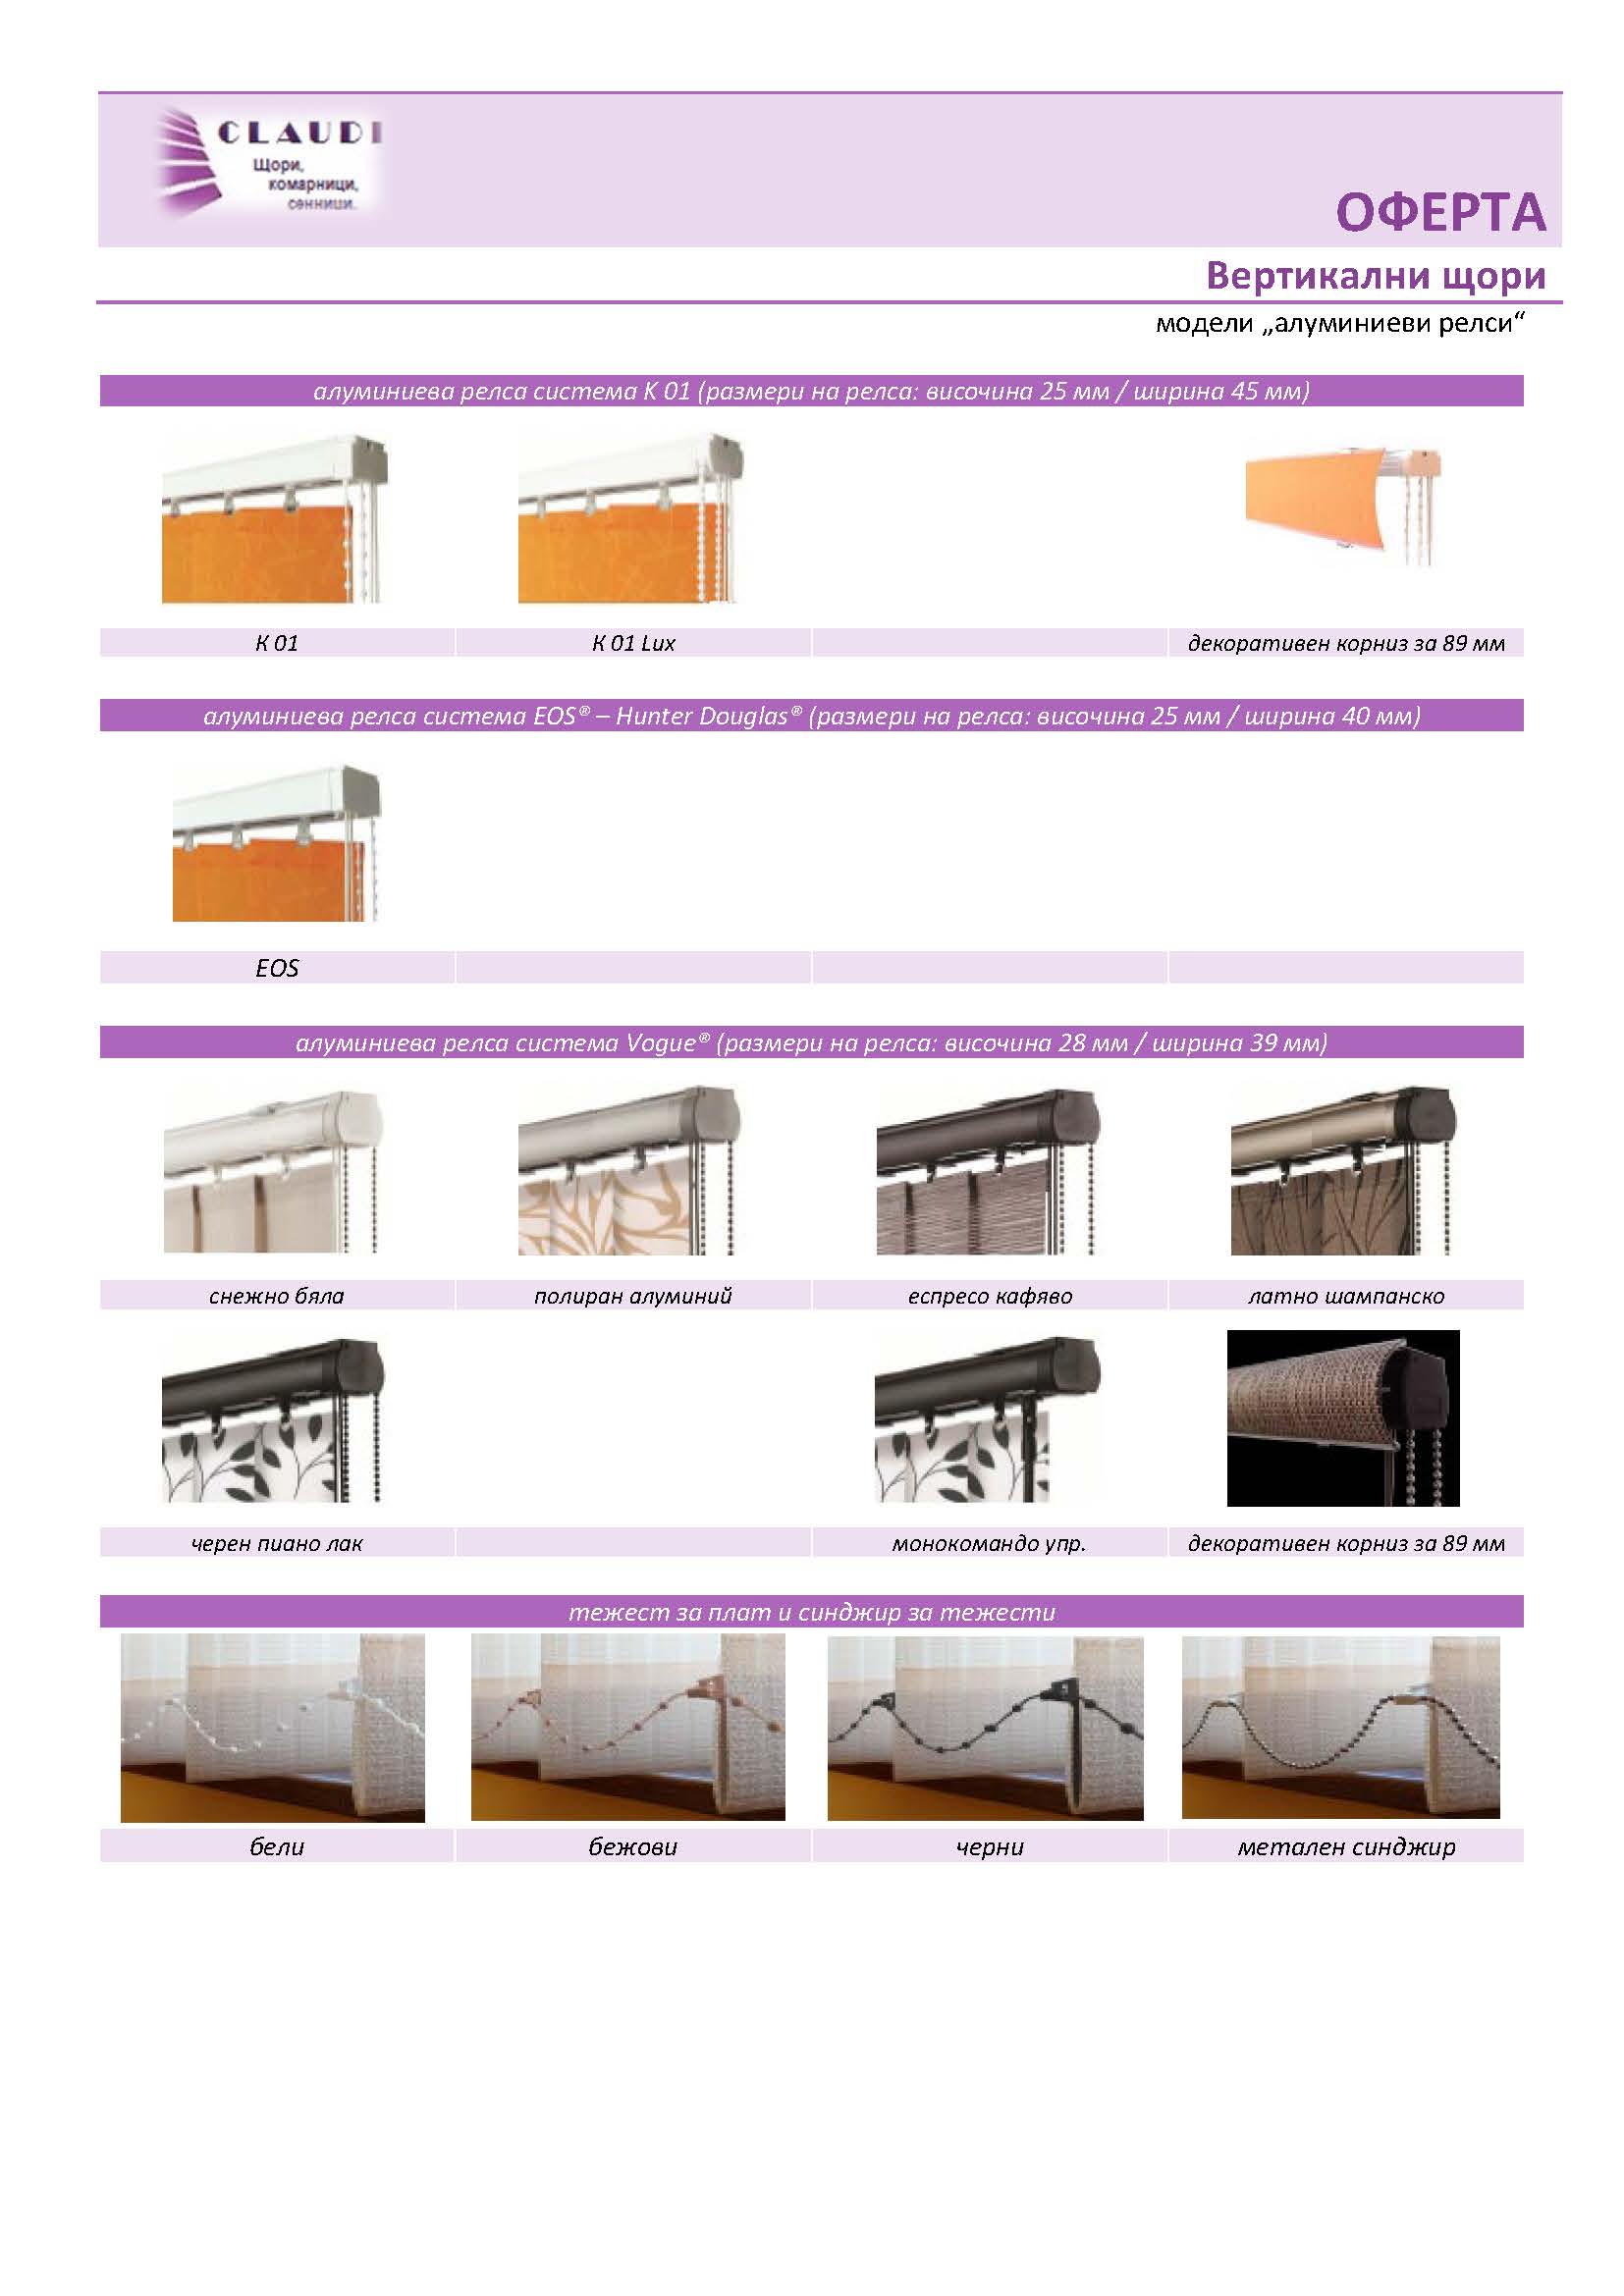 CLAUDI
Щори,
комарници,
сенници.
ОФЕРТА
Вертикални щори
модели „алуминиеви релси“
алуминиева релса система К 01 (размери на релса: височина 25 мм / ширина 45 мм)
К 01
К 01 Lux
декоративен корниз за 89 мм
алуминиева релса система EOS® – Hunter Douglas® (размери на релса: височина 25 мм / ширина 40 мм)
EOS
алуминиева релса система Vogue® (размери на релса: височина 28 мм / ширина 39 мм)
снежно бяла
полиран алуминий
еспресо кафяво
латно шампанско
черен пиано лак
монокомандо упр.
декоративен корниз за 89 мм
тежест за плат и синджир за тежести
бели
бежови
черни
метален синджир